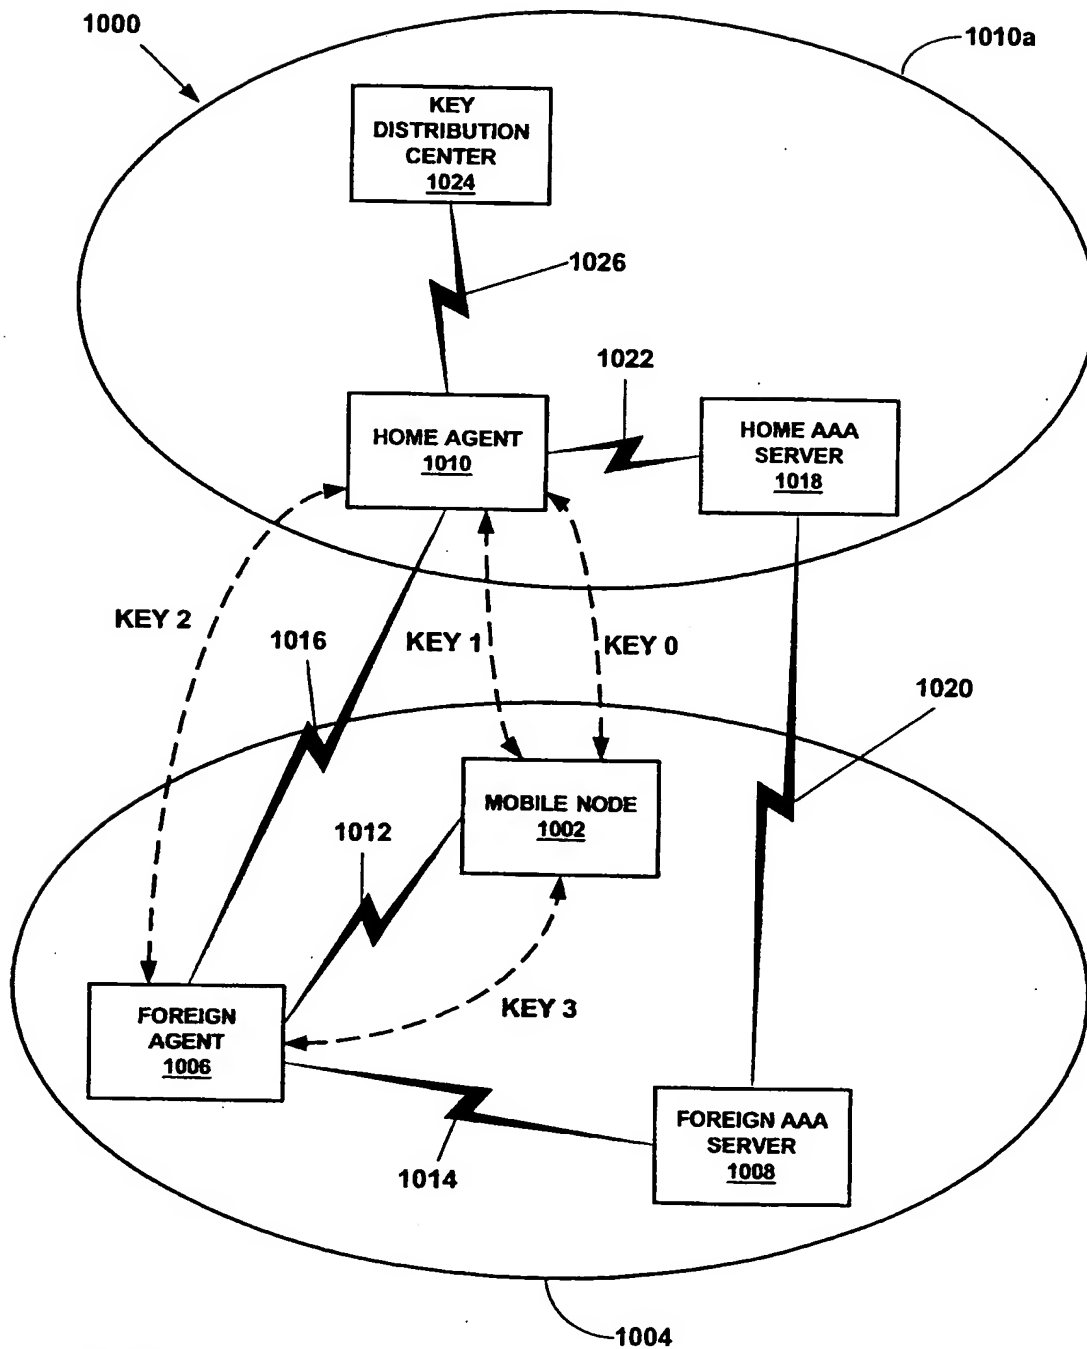 1000
1010a
KEY
DISTRIBUTION
CENTER
1024
1026
1022
HOME AGENT
1010
HOME AAA
SERVER
1018
KEY 2
1016
KEY 1
KEY 0
1020
MOBILE NODE
1002
1012
FOREIGN
AGENT
1006
KEY 3
FOREIGN AAA
SERVER
1008
1014
1004